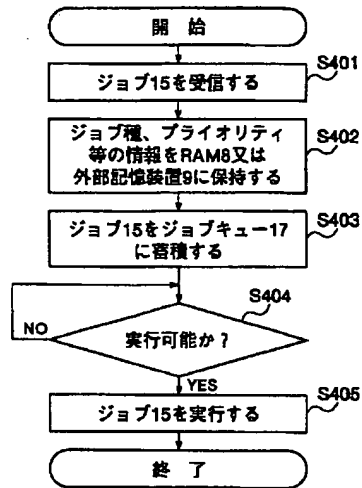 開 始
S401
ジョブ15を受信する
S402
ジョブ種、プライオリティ
等の情報をRAM8又は
外部記憶装置9に保持する
S403
ジョブ15をジョブキュー17
に蓄積する
S404
実行可能か？
NO
YES
S405
ジョブ15を実行する
終 了